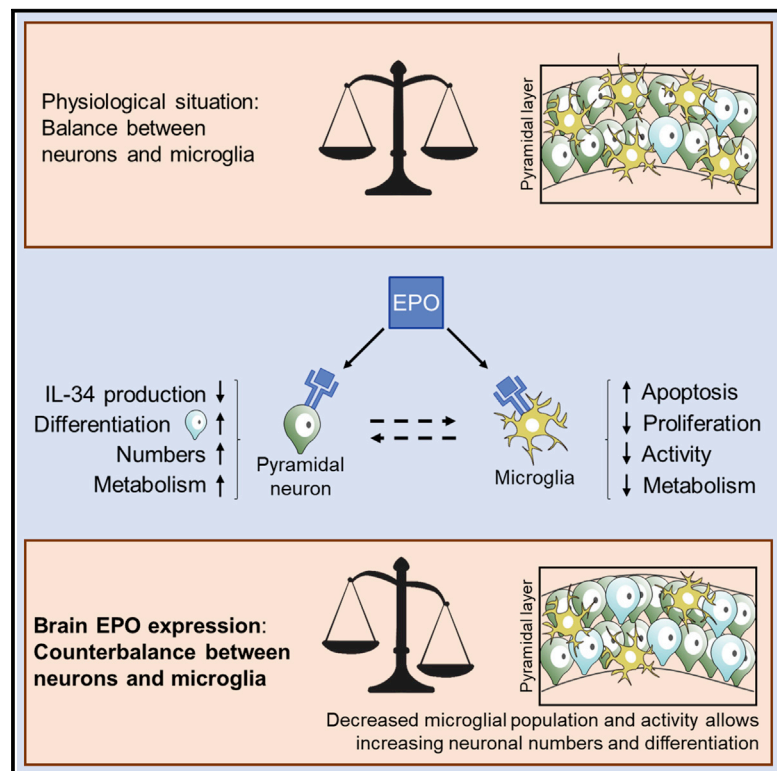 Physiological situation:
Balance between
neurons and microglia
Pyramidal layer
EPO
IL-34 production ↓
Differentiation ↑
Numbers ↑
Metabolism ↑
Pyramidal
neuron
Microglia
↑ Apoptosis
↓ Proliferation
↓ Activity
↓ Metabolism
Brain EPO expression:
Counterbalance between
neurons and microglia
Pyramidal layer
Decreased microglial population and activity allows
increasing neuronal numbers and differentiation